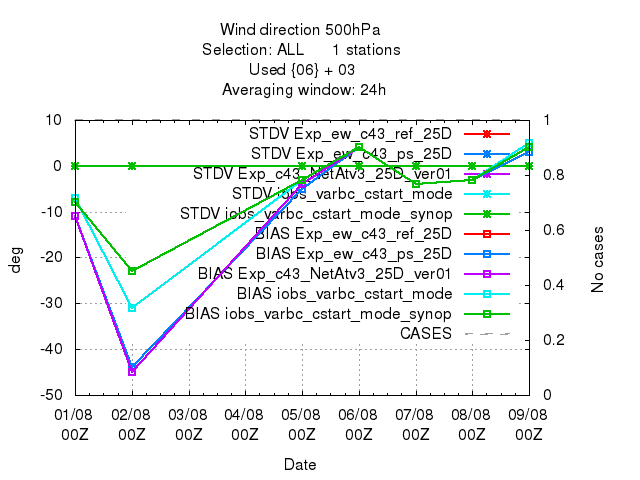 Wind direction 500hPa
Selection: ALL 1 stations
Used {06} + 03
Averaging window: 24h
10
0
-10
-20
-30
-40
-50
deg
1
0.8
0.6
0.4
0.2
0
No cases
STDV Exp_ew_c43_ref_25D
STDV Exp_ew_c43_ps_25D
STDV Exp_c43_NetAtv3_25D_ver01
STDV iobs_varbc_cstart_mode
STDV iobs_varbc_cstart_mode_synop
BIAS Exp_ew_c43_ref_25D
BIAS Exp_ew_c43_ps_25D
BIAS Exp_c43_NetAtv3_25D_ver01
BIAS iobs_varbc_cstart_mode
BIAS iobs_varbc_cstart_mode_synop
CASES
01/08 02/08 03/08 04/08 05/08 06/08 07/08 08/08 09/08
00Z 00Z 00Z 00Z 00Z 00Z 00Z 00Z 00Z
Date